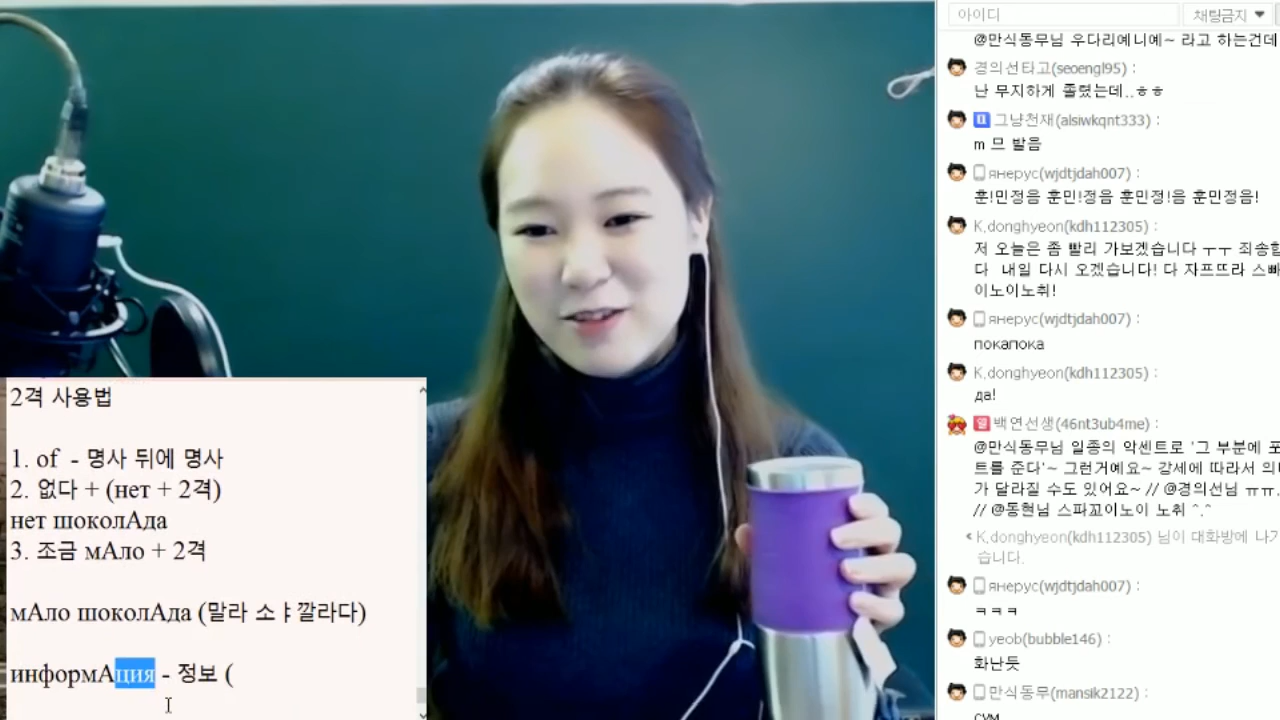 2격 사용법
1. of - 명사 뒤에 명사
2. 없다 + (нет + 2격)
нет шоколАда
3. 조금 мАло + 2격
мАло шоколАда (말라 소ㅑ깔라다)
информАция - 정보 (
아이디
채팅금지
@만식동무님 우다리예니예~ 라고 하는건데
경의선타고(seoengl95) :
난 무지하게 졸렸는데..ㅎㅎ
그냥천재(alsiwkqnt333) :
m 므 발음
янерус(wjdtjdah007) :
훈!민정음 훈민!정음 훈민정!음 훈민정음!
K,donghyeon(kdh112305) :
저 오늘은 좀 빨리 가보겠습니다 ㅜㅜ 죄송합
다 내일 다시 오겠습니다! 다 자프뜨라 스빠
이노이노취!
янерус(wjdtjdah007) :
покапока
K,donghyeon(kdh112305) :
да!
열 백연선생(46nt3ub4me) :
@만식동무님 일종의 악센트로 '그 부분에 포
트를 준다'~ 그런거예요~ 강세에 따라서 의미
가 달라질 수도 있어요~ // @경의선님 ㅠㅠ.
// @동현님 스파꼬이노이 노취 ^.^
K,donghyeon(kdh112305) 님이 대화방에 나가
습니다.
янерус(wjdtjdah007) :
ㅋㅋㅋ
yeob(bubble146) :
화난듯
만식동무(mansik2122) :
сум